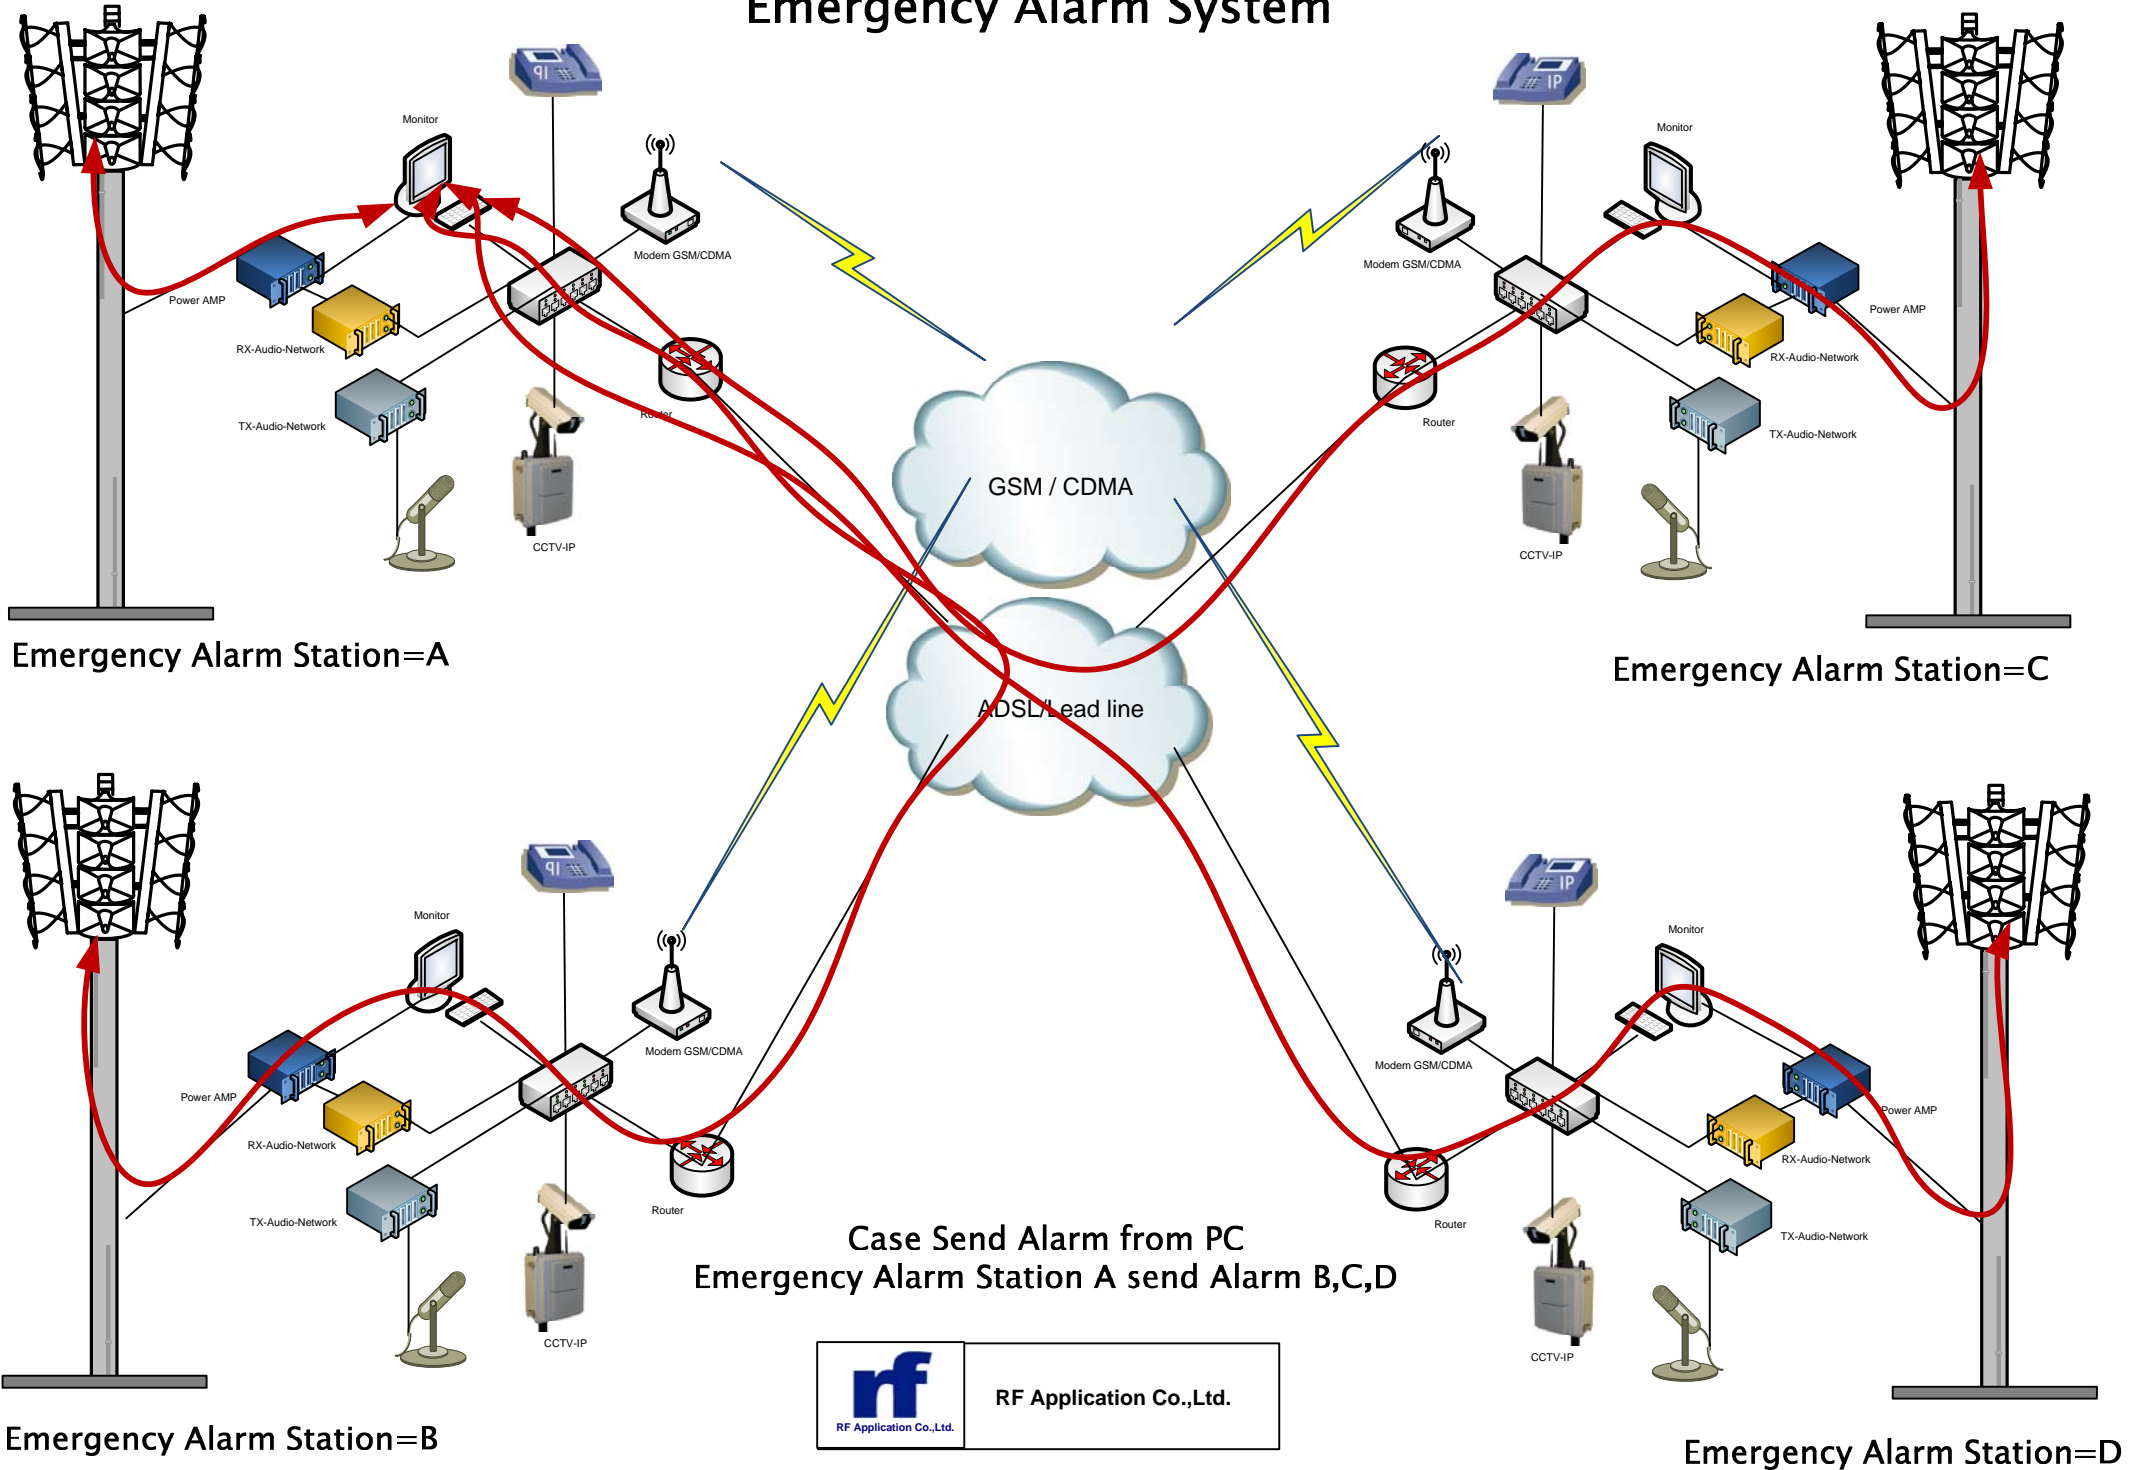 Emergency Alarm System
IP
Monitor
Modem GSM/CDMA
Power AMP
RX-Audio-Network
Router
TX-Audio-Network
CCTV-IP
Emergency Alarm Station=A
IP
Monitor
Modem GSM/CDMA
Power AMP
RX-Audio-Network
Router
TX-Audio-Network
CCTV-IP
Emergency Alarm Station=C
GSM / CDMA
ADSL/Lead line
IP
Monitor
Modem GSM/CDMA
Power AMP
RX-Audio-Network
Router
TX-Audio-Network
CCTV-IP
Emergency Alarm Station=B
IP
Monitor
Modem GSM/CDMA
Power AMP
RX-Audio-Network
Router
TX-Audio-Network
CCTV-IP
Emergency Alarm Station=D
Case Send Alarm from PC
Emergency Alarm Station A send Alarm B,C,D
rf
RF Application Co.,Ltd.
RF Application Co.,Ltd.